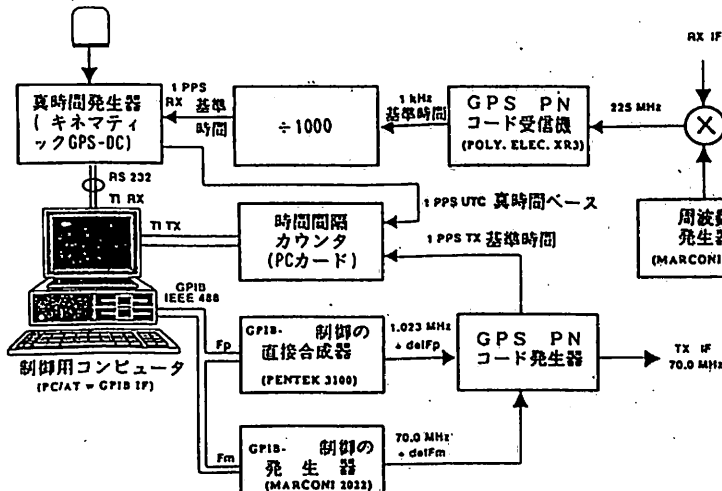 RX IF
真時間発生器
( キネマティ
ックGPS-DC)
1 PPS
RX 基準
時間
÷1000
1 kHz
基準時間
GPS PN
コード受信機
(POLY. ELEC. XR3)
225 MHz
周波数
発生器
(MARCONI
RS 232
TI RX
TI TX
時間間隔
カウンタ
(PCカード)
1 PPS UTC 真時間ベース
1 PPS TX 基準時間
GPIB
IEEE 488
制御用コンピュータ
(PC/AT w GPIB IF)
Fp
GPIB- 制御の
直接合成器
(PENTEK 3100)
1.023 MHz
+ delFp
GPS PN
コード発生器
TX IF
70.0 MHz
Fm
GPIB- 制御の
発生器
(MARCONI 2022)
70.0 MHz
+ delFm